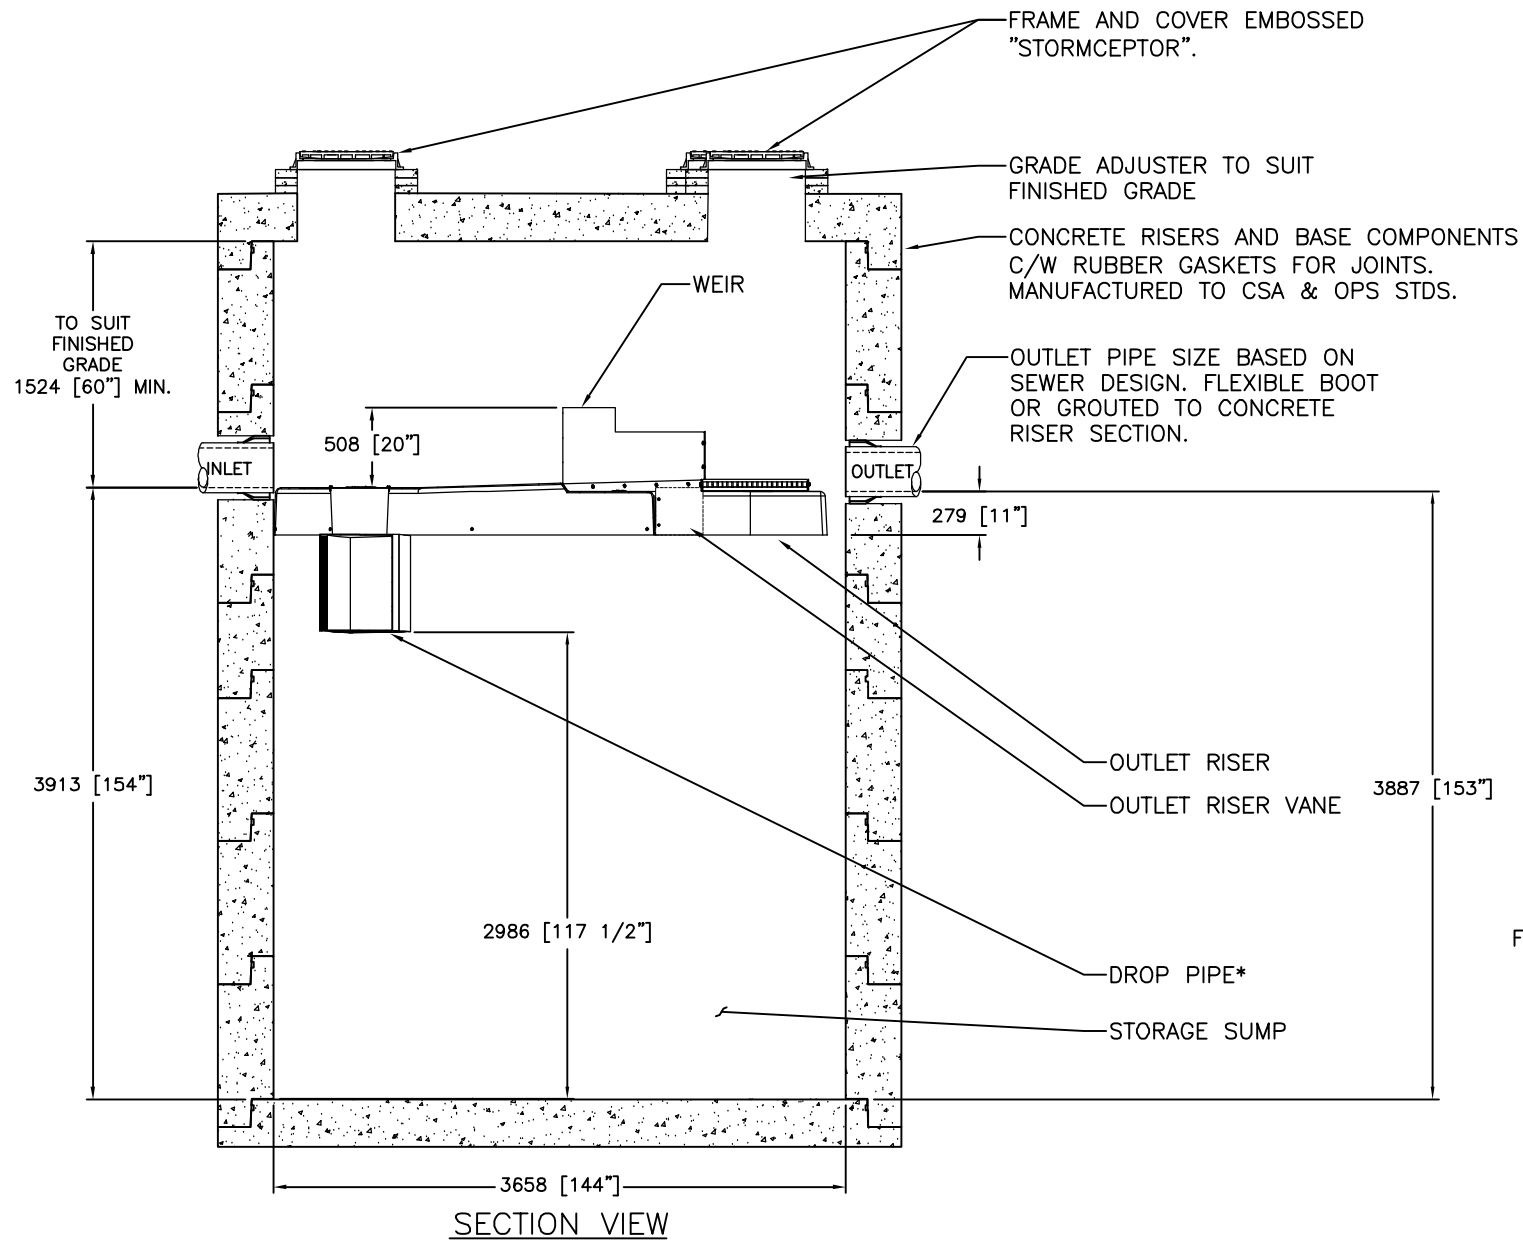 FRAME AND COVER EMBOSSED
"STORMCEPTOR".
GRADE ADJUSTER TO SUIT
FINISHED GRADE
CONCRETE RISERS AND BASE COMPONENTS
C/W RUBBER GASKETS FOR JOINTS.
MANUFACTURED TO CSA & OPS STDS.
WEIR
TO SUIT
FINISHED
GRADE
1524 [60"] MIN.
OUTLET PIPE SIZE BASED ON
SEWER DESIGN. FLEXIBLE BOOT
OR GROUTED TO CONCRETE
RISER SECTION.
508 [20"]
INLET
OUTLET
279 [11"]
OUTLET RISER
3913 [154"]
3887 [153"]
OUTLET RISER VANE
2986 [117 1/2"]
F
DROP PIPE*
STORAGE SUMP
3658 [144"]
SECTION VIEW